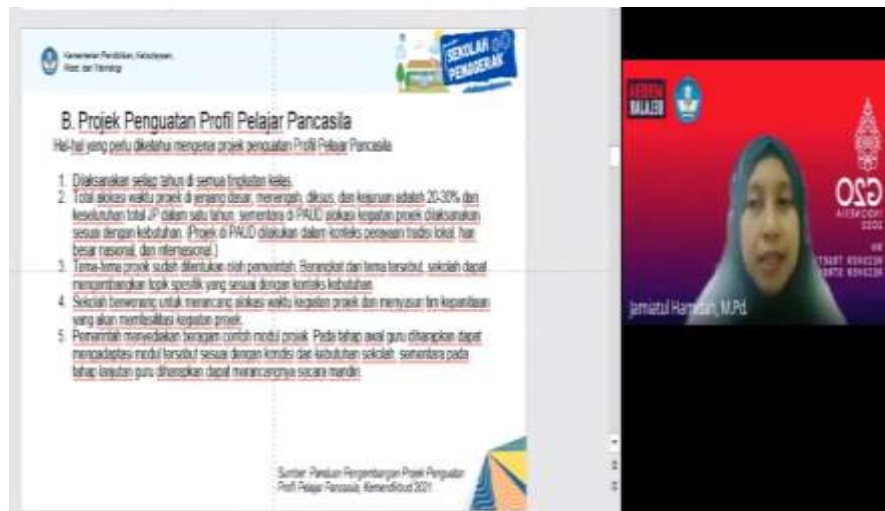 Kementerian Pendidikan, Kebudayaan,
Riset, dan Teknologi
SEKOLAH
PENGGERAK
B. Projek Penguatan Profil Pelajar Pancasila
Hal-hal yang perlu diketahui mengenai projek penguatan Profil Pelajar Pancasila
1. Dilaksanakan setiap tahun di semua tingkatan kelas.
2. Total alokasi waktu projek di jenjang dasar, menengah, diksus, dan kejuruan adalah 20-30% dari
keseluruhan total JP dalam satu tahun, sementara di PAUD alokasi kegiatan projek dilaksanakan
sesuai dengan kebutuhan. (Projek di PAUD dilakukan dalam konteks perayaan tradisi lokal, hari
besar nasional, dan internasional.)
3. Tema-tema projek sudah ditentukan oleh pemerintah. Berangkat dari tema tersebut, sekolah dapat
mengembangkan topik spesifik yang sesuai dengan konteks kebutuhan.
4. Sekolah berwenang untuk merancang alokasi waktu kegiatan projek dan menyusun tim kepanitiaan
yang akan memfasilitasi kegiatan projek.
5. Pemerintah menyediakan beragam contoh modul projek. Pada tahap awal guru diharapkan dapat
mengadaptasi modul tersebut sesuai dengan kondisi dan kebutuhan sekolah, sementara pada
tahap lanjutan guru diharapkan dapat merancangnya secara mandiri.
Sumber: Panduan Pengembangan Projek Penguatan
Profil Pelajar Pancasila, Kemendikbud 2021
MERDEKA
BELAJAR
G20
INDONESIA
2022
Jamiatul Hamidah, M.Pd.